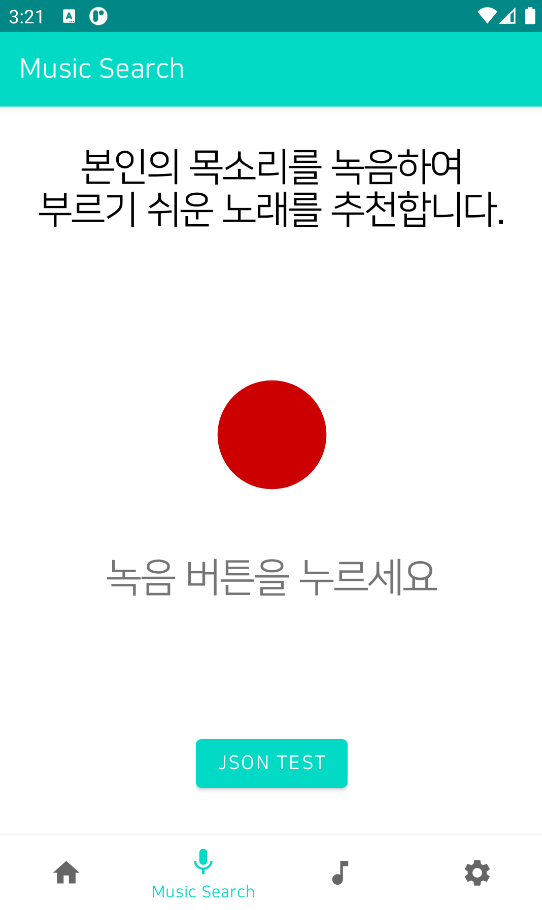 3:21
Music Search
본인의 목소리를 녹음하여
부르기 쉬운 노래를 추천합니다.
녹음 버튼을 누르세요
JSON TEST
Music Search